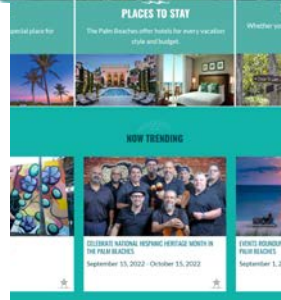 PLACES TO STAY
pecial place for
The Palm Beaches offer hotels for every vacation
style and budget.
Whether yo
NOW TRENDING
CELEBRATE NATIONAL HISPANIC HERITAGE MONTH IN
THE PALM BEACHES
September 15, 2022 - October 15, 2022
EVENTS ROUNDUP
PALM BEACHES
September 1, 2